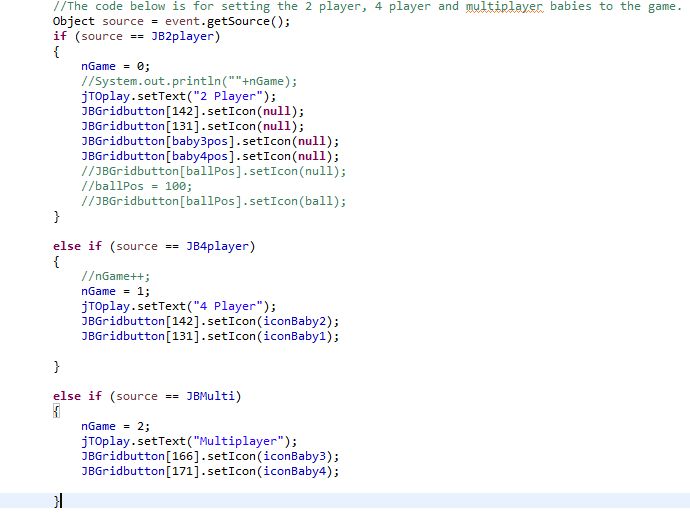 //The code below is for setting the 2 player, 4 player and multiplayer babies to the game.
Object source = event.getSource();
if (source == JB2player)
{
nGame = 0;
//System.out.println(""+nGame);
jTOplay.setText("2 Player");
JBGridbutton[142].setIcon(null);
JBGridbutton[131].setIcon(null);
JBGridbutton[baby3pos].setIcon(null);
JBGridbutton[baby4pos].setIcon(null);
//JBGridbutton[ballPos].setIcon(null);
//ballPos = 100;
//JBGridbutton[ballPos].setIcon(ball);
}
else if (source == JB4player)
{
//nGame++;
nGame = 1;
jTOplay.setText("4 Player");
JBGridbutton[142].setIcon(iconBaby2);
JBGridbutton[131].setIcon(iconBaby1);
}
else if (source == JBMulti)
{
nGame = 2;
jTOplay.setText("Multiplayer");
JBGridbutton[166].setIcon(iconBaby3);
JBGridbutton[171].setIcon(iconBaby4);
}